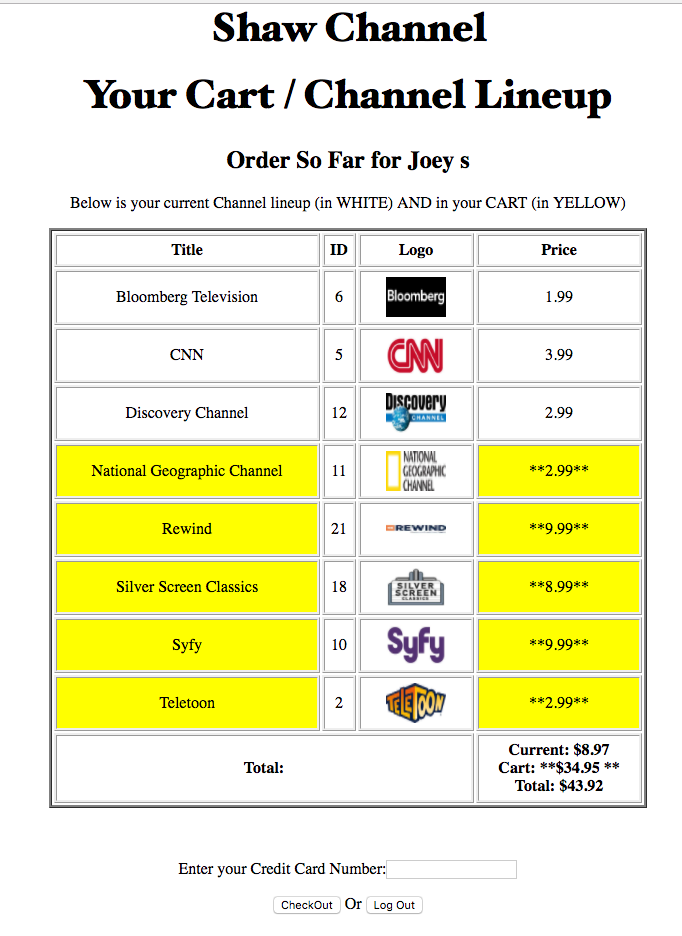 Shaw Channel
Your Cart / Channel Lineup
Order So Far for Joey s
Below is your current Channel lineup (in WHITE) AND in your CART (in YELLOW)
Title ID Logo Price
Bloomberg Television 6 Bloomberg 1.99
CNN 5 CNN 3.99
Discovery Channel 12 Discovery CHANNEL 2.99
National Geographic Channel 11 NATIONAL GEOGRAPHIC CHANNEL **2.99**
Rewind 21 REWIND **9.99**
Silver Screen Classics 18 SILVER SCREEN CLASSICS **8.99**
Syfy 10 Syfy **9.99**
Teletoon 2 TELETOON **2.99**
Total: Current: $8.97
Cart: **$34.95 **
Total: $43.92
Enter your Credit Card Number:
CheckOut Or Log Out